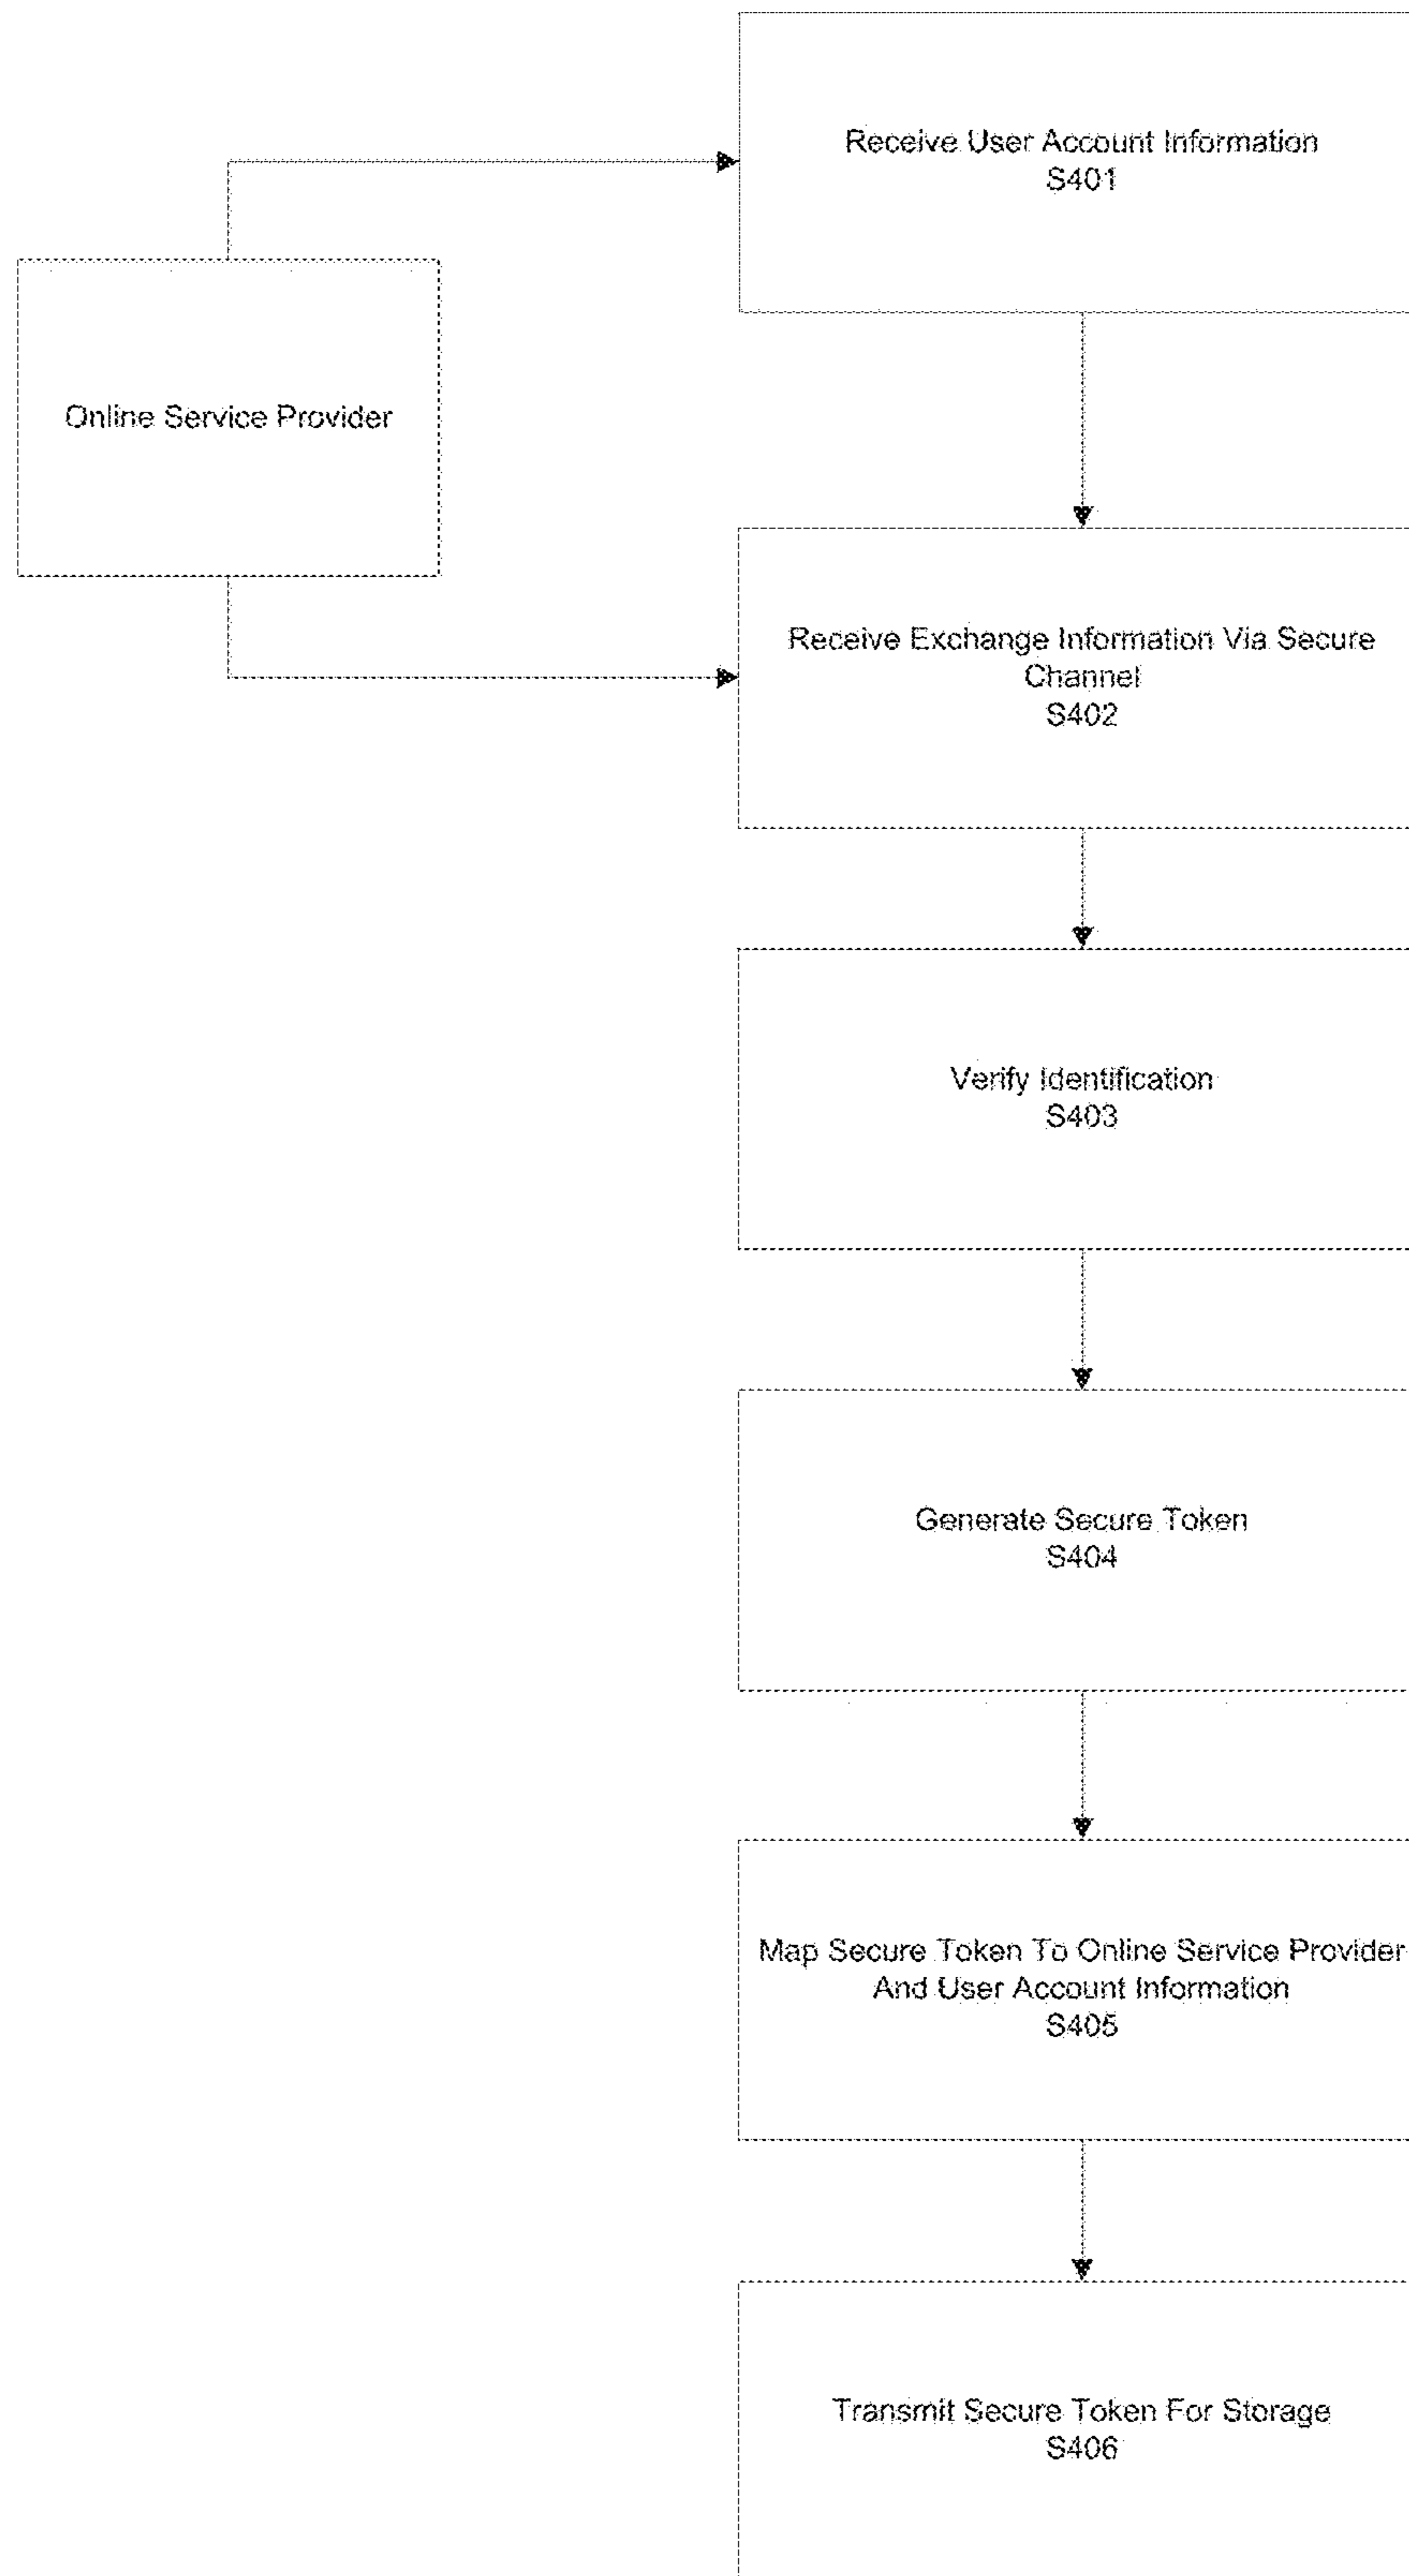 Receive User Account Information
S401
Online Service Provider
Receive Exchange Information Via Secure
Channel
S402
Verify Identification
S403
Generate Secure Token
S404
Map Secure Token To Online Service Provider
And User Account Information
S405
Transmit Secure Token For Storage
S406